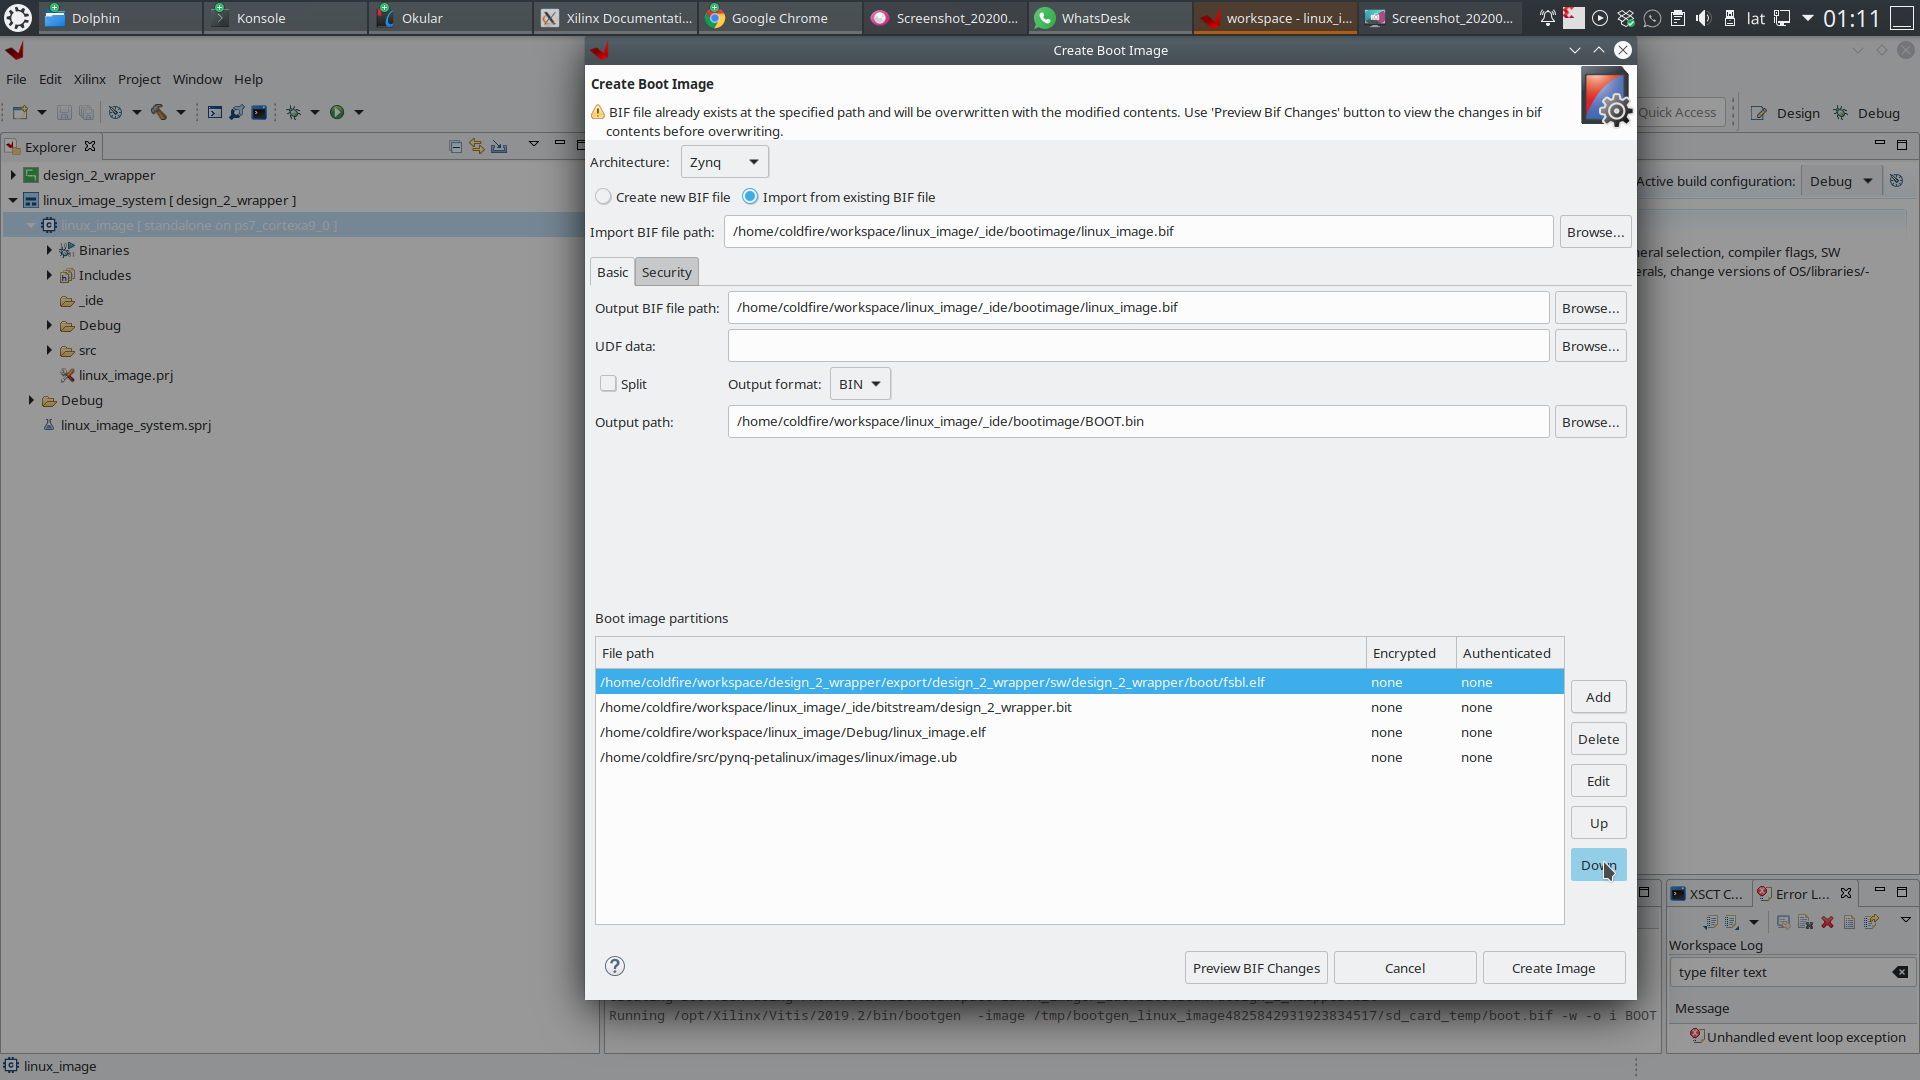 Dolphin
Konsole
Okular
Xilinx Documentati...
Google Chrome
Screenshot_20200...
WhatsDesk
workspace - linux_i...
Screenshot_20200...
lat
01:11
Create Boot Image
File Edit Xilinx Project Window Help
Quick Access
Design
Debug
Explorer
design_2_wrapper
linux_image_system [ design_2_wrapper ]
linux_image [ standalone on ps7_cortexa9_0 ]
Binaries
Includes
_ide
Debug
src
linux_image.prj
Debug
linux_image_system.sprj
Create Boot Image
BIF file already exists at the specified path and will be overwritten with the modified contents. Use 'Preview Bif Changes' button to view the changes in bif
contents before overwriting.
Architecture: Zynq
Create new BIF file
Import from existing BIF file
Import BIF file path: /home/coldfire/workspace/linux_image/_ide/bootimage/linux_image.bif Browse...
Basic Security
Output BIF file path: /home/coldfire/workspace/linux_image/_ide/bootimage/linux_image.bif Browse...
UDF data: Browse...
Split Output format: BIN
Output path: /home/coldfire/workspace/linux_image/_ide/bootimage/BOOT.bin Browse...
Boot image partitions
File path Encrypted Authenticated
/home/coldfire/workspace/design_2_wrapper/export/design_2_wrapper/sw/design_2_wrapper/boot/fsbl.elf none none
/home/coldfire/workspace/linux_image/_ide/bitstream/design_2_wrapper.bit none none
/home/coldfire/workspace/linux_image/Debug/linux_image.elf none none
/home/coldfire/src/pynq-petalinux/images/linux/image.ub none none
Add
Delete
Edit
Up
Down
Preview BIF Changes
Cancel
Create Image
Active build configuration: Debug
neral selection, compiler flags, SW
erals, change versions of OS/libraries/-
XSCT C...
Error L...
Workspace Log
type filter text
Message
Unhandled event loop exception
Running /opt/Xilinx/Vitis/2019.2/bin/bootgen -image /tmp/bootgen_linux_image4825842931923834517/sd_card_temp/boot.bif -w -o i BOOT
linux_image